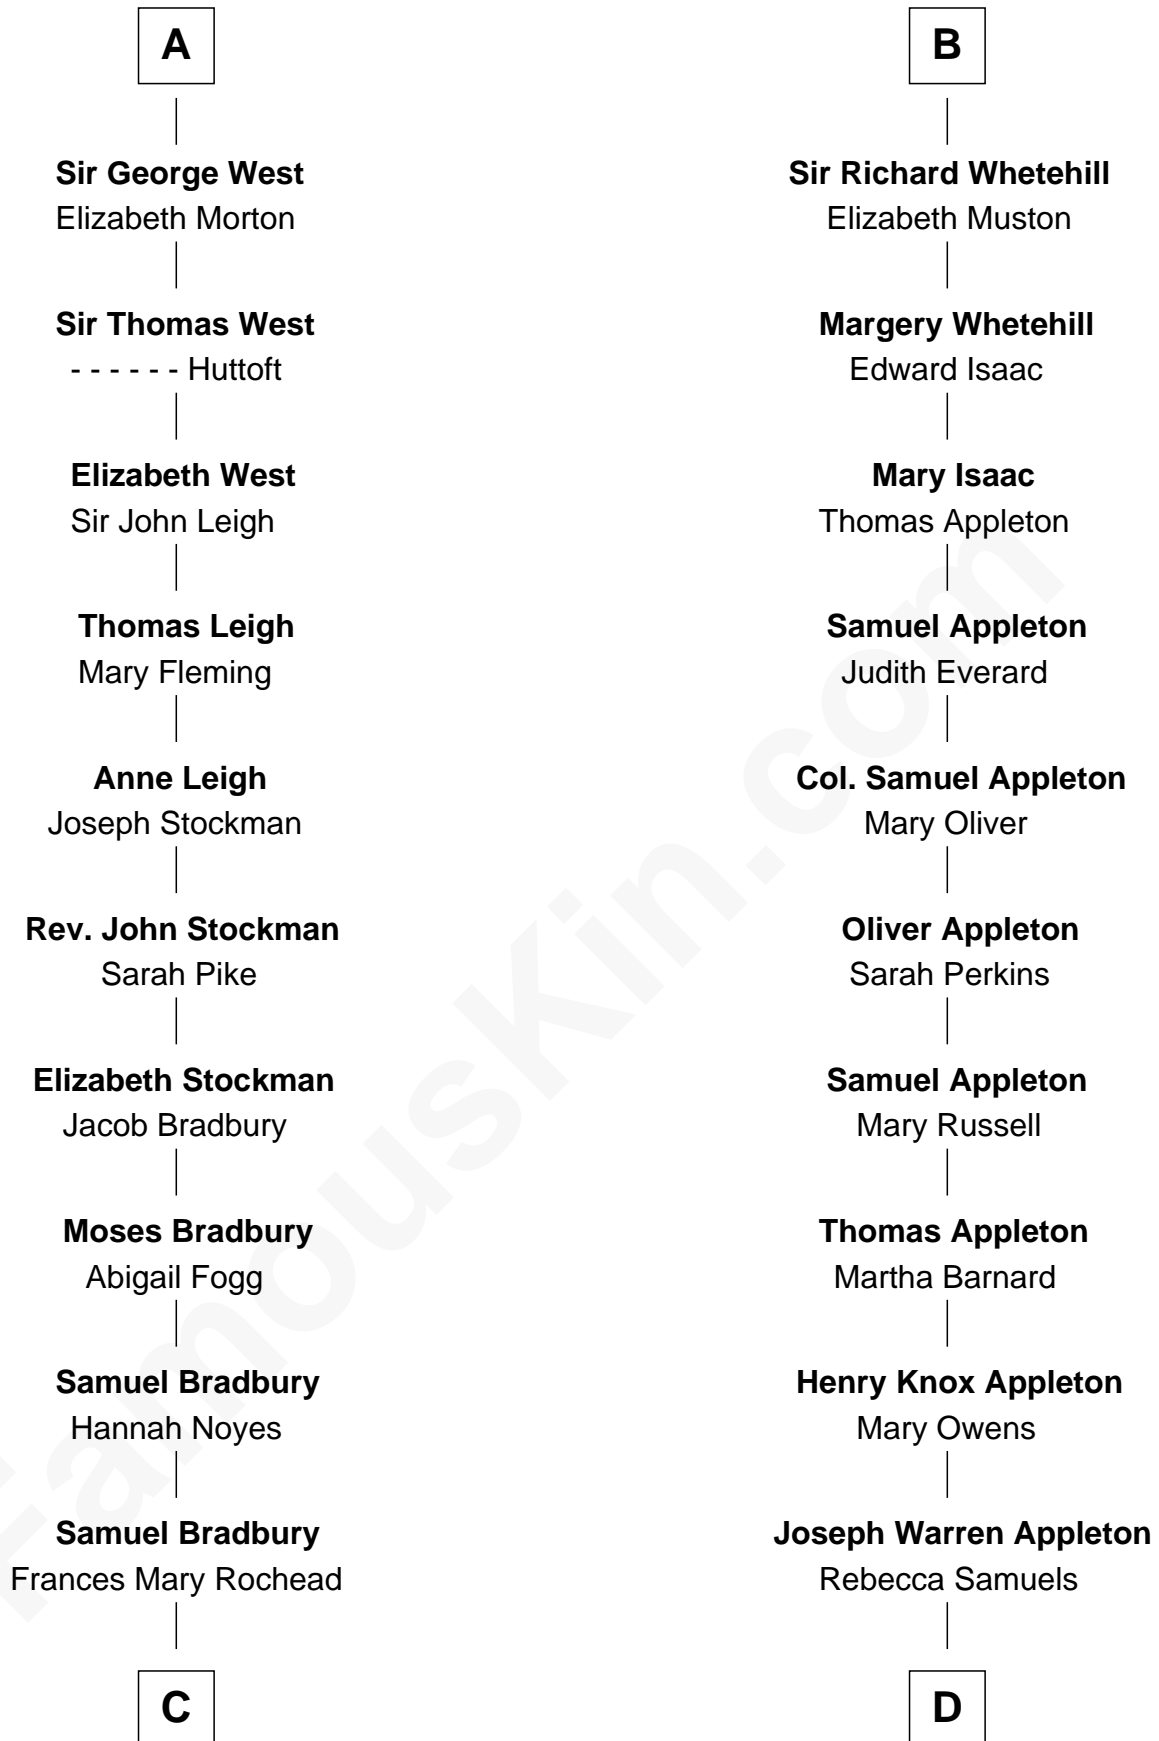 A
Sir George West
Elizabeth Morton
Sir Thomas West
- - - - - - Huttoft
Elizabeth West
Sir John Leigh
Thomas Leigh
Mary Fleming
Anne Leigh
Joseph Stockman
Rev. John Stockman
Sarah Pike
Elizabeth Stockman
Jacob Bradbury
Moses Bradbury
Abigail Fogg
Samuel Bradbury
Hannah Noyes
Samuel Bradbury
Frances Mary Rochead
C
B
Sir Richard Whetehill
Elizabeth Muston
Margery Whetehill
Edward Isaac
Mary Isaac
Thomas Appleton
Samuel Appleton
Judith Everard
Col. Samuel Appleton
Mary Oliver
Oliver Appleton
Sarah Perkins
Samuel Appleton
Mary Russell
Thomas Appleton
Martha Barnard
Henry Knox Appleton
Mary Owens
Joseph Warren Appleton
Rebecca Samuels
D
FamousKin.com